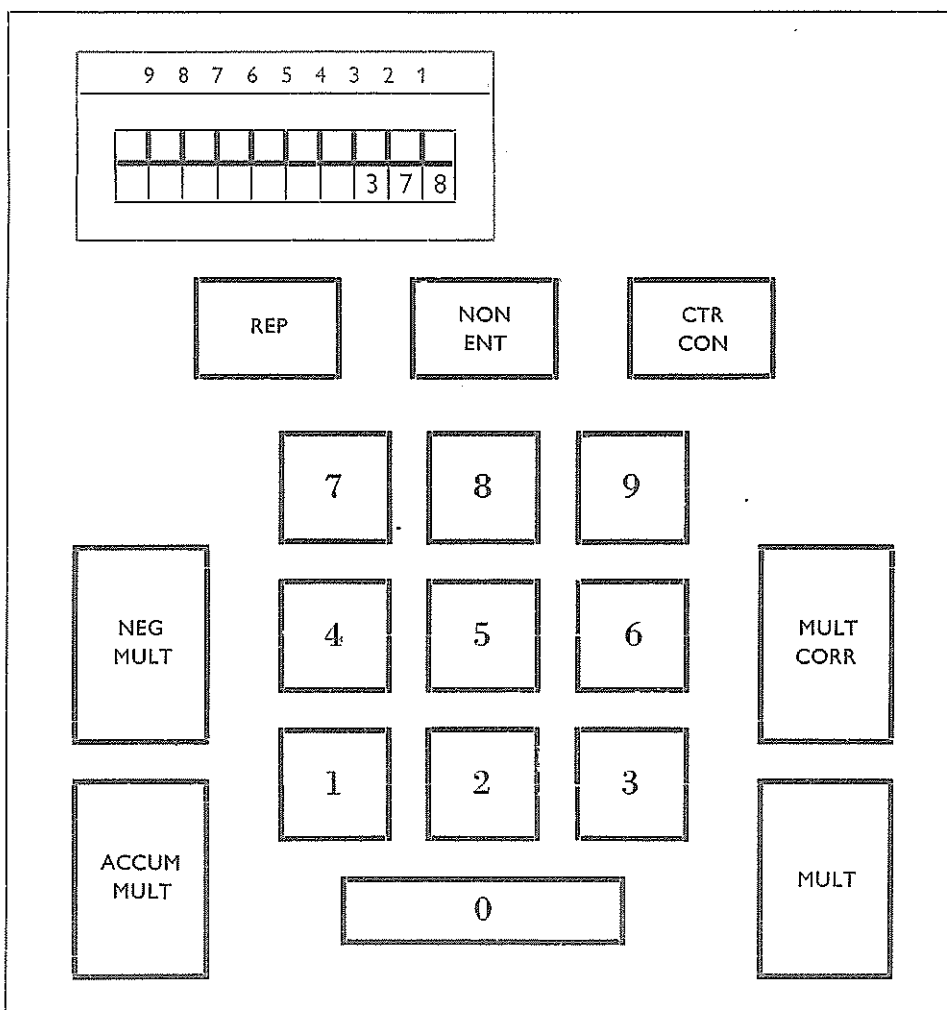 9 8 7 6 5 4 3 2 1
3 7 8
REP
NON
ENT
CTR
CON
7 8 9
NEG
MULT
4 5 6
MULT
CORR
1 2 3
ACCUM
MULT
0
MULT